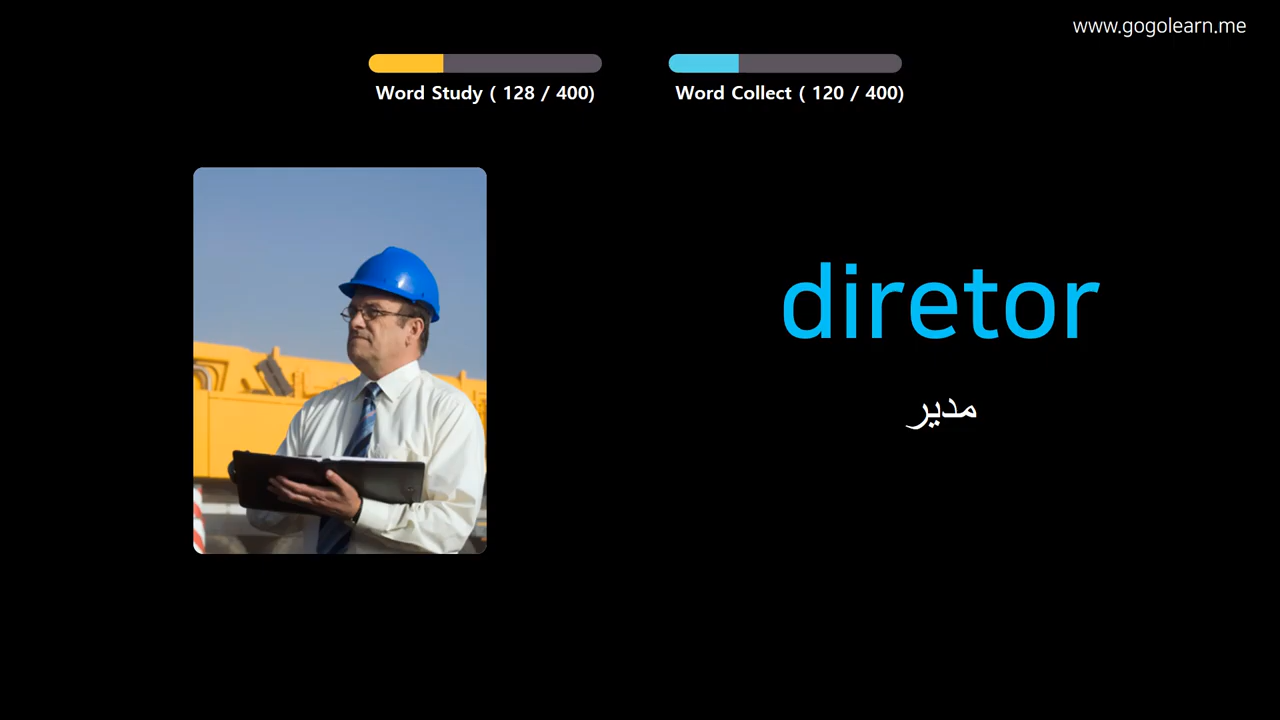 www.gogolearn.me
Word Study ( 128 / 400)
Word Collect ( 120 / 400)
diretor
مدير